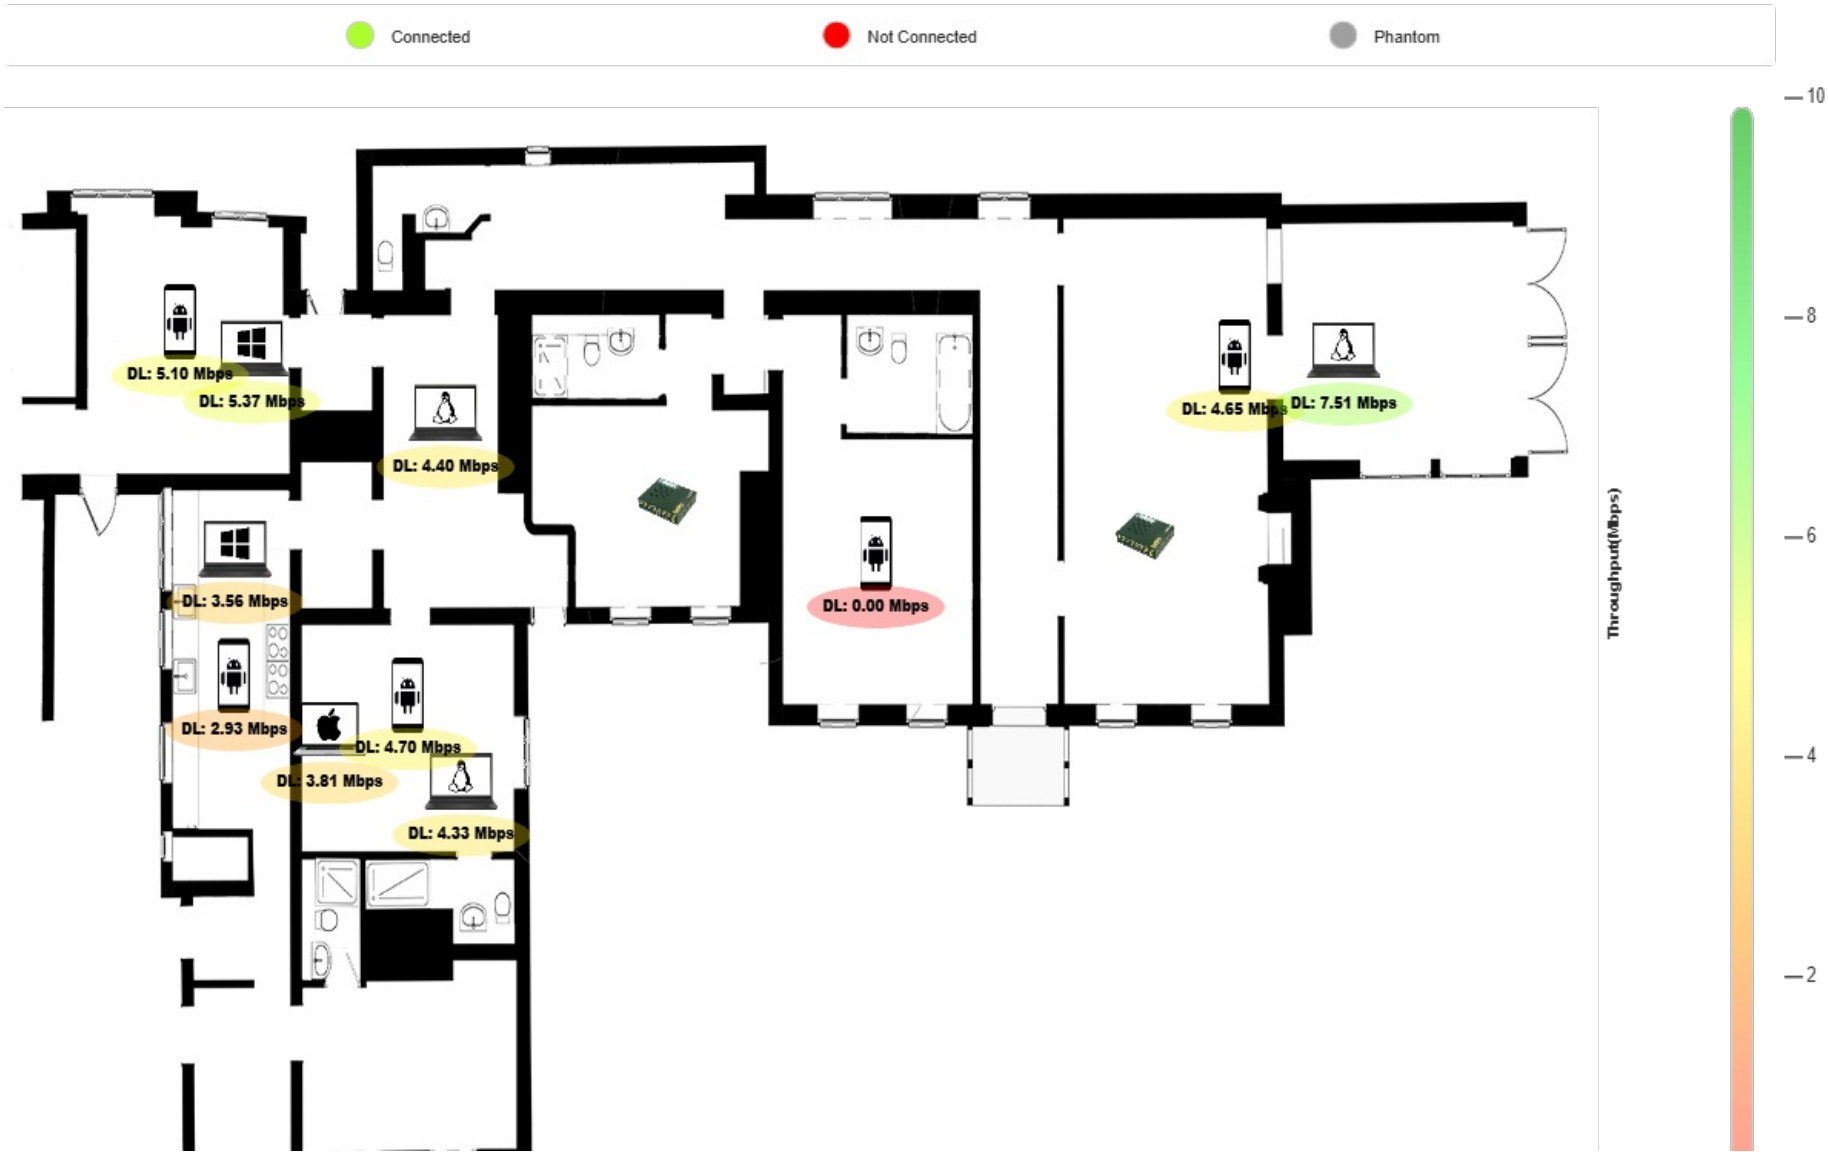 Connected
Not Connected
Phantom
10
8
6
4
2
Throughput(Mbps)
DL: 5.10 Mbps
DL: 5.37 Mbps
DL: 4.40 Mbps
DL: 4.65 Mbps
DL: 7.51 Mbps
DL: 3.56 Mbps
DL: 0.00 Mbps
DL: 2.93 Mbps
DL: 4.70 Mbps
DL: 3.81 Mbps
DL: 4.33 Mbps